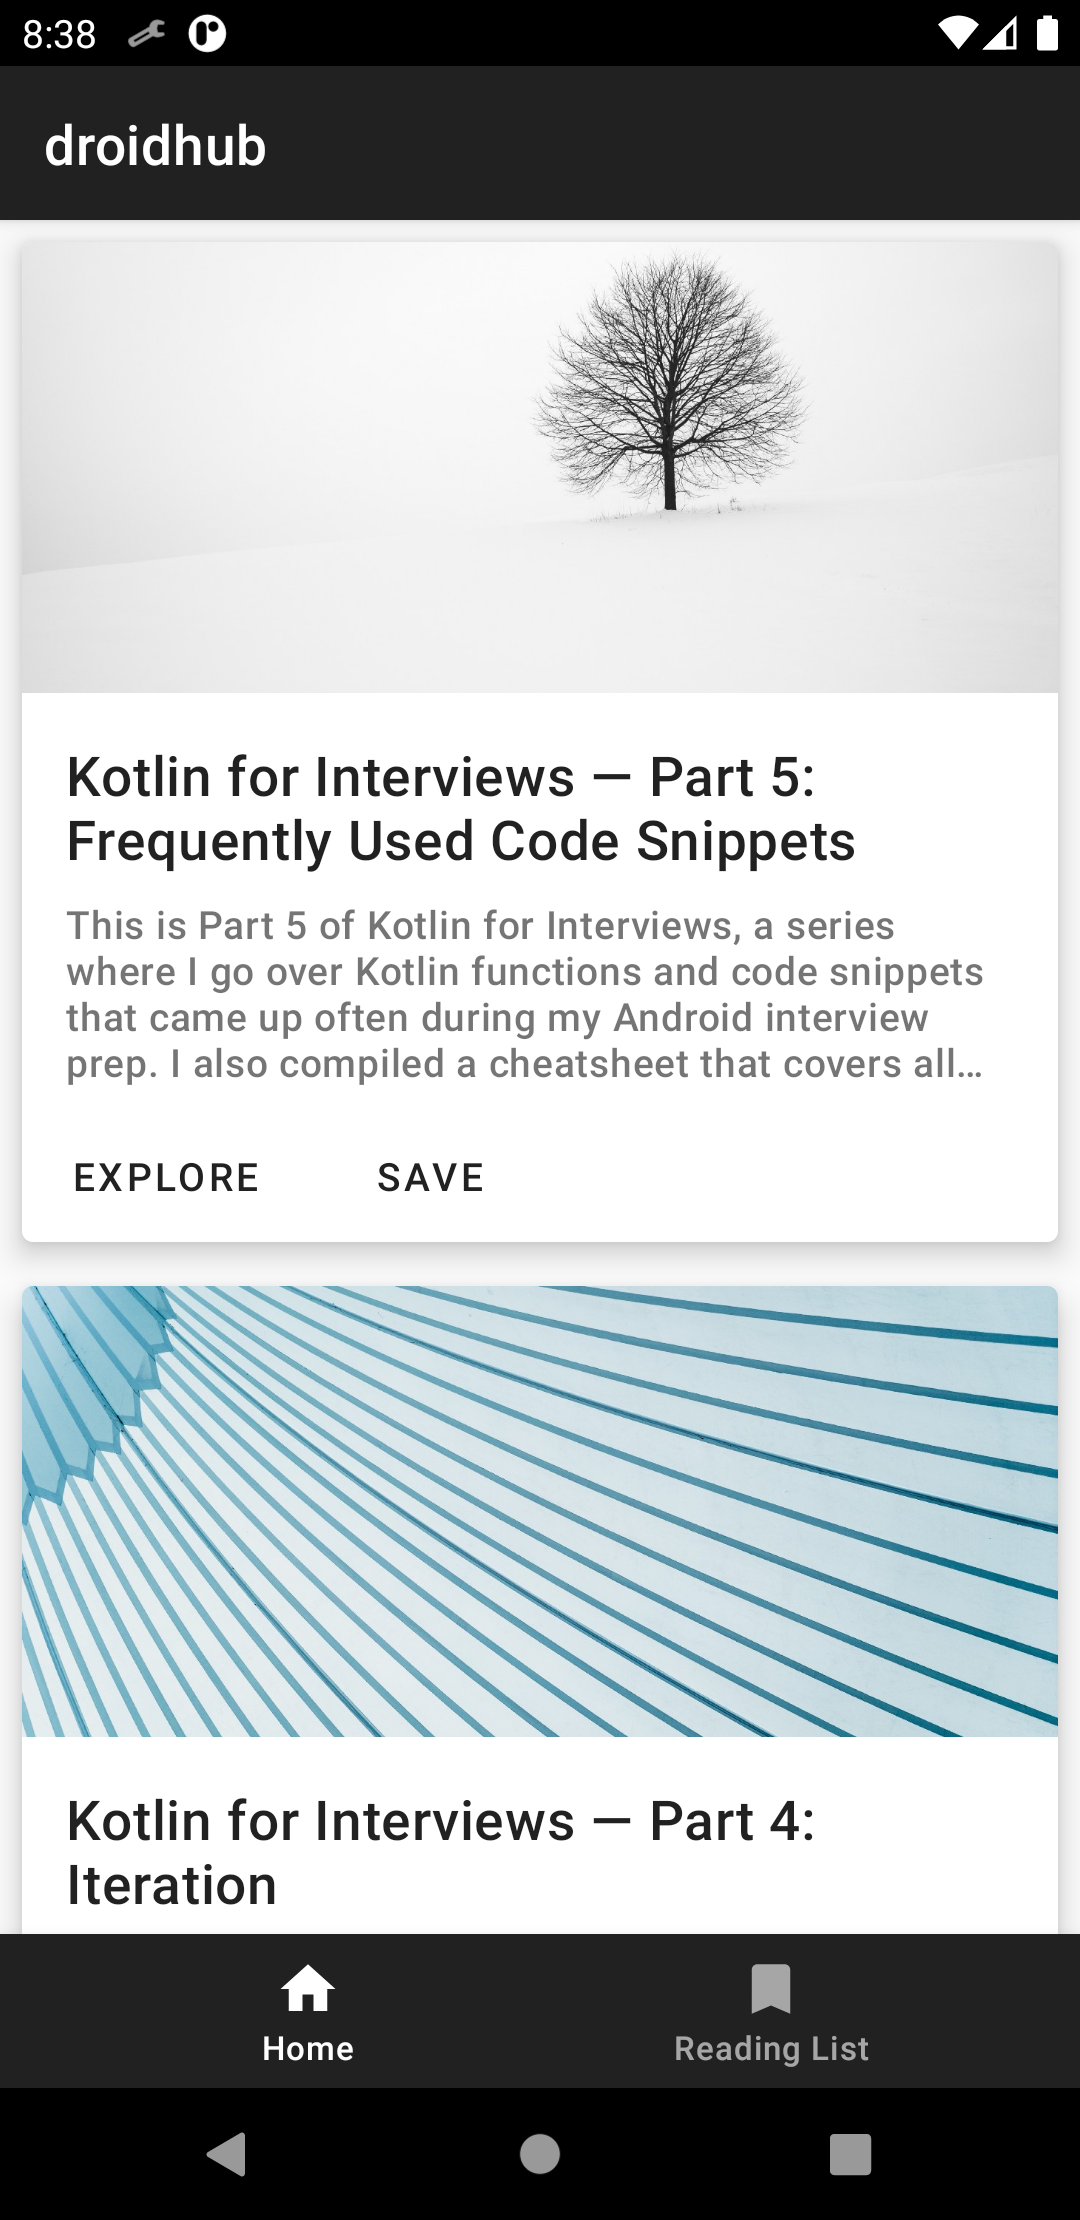 8:38
droidhub
Kotlin for Interviews — Part 5:
Frequently Used Code Snippets
This is Part 5 of Kotlin for Interviews, a series
where I go over Kotlin functions and code snippets
that came up often during my Android interview
prep. I also compiled a cheatsheet that covers all…
EXPLORE SAVE
Kotlin for Interviews — Part 4:
Iteration
Home Reading List